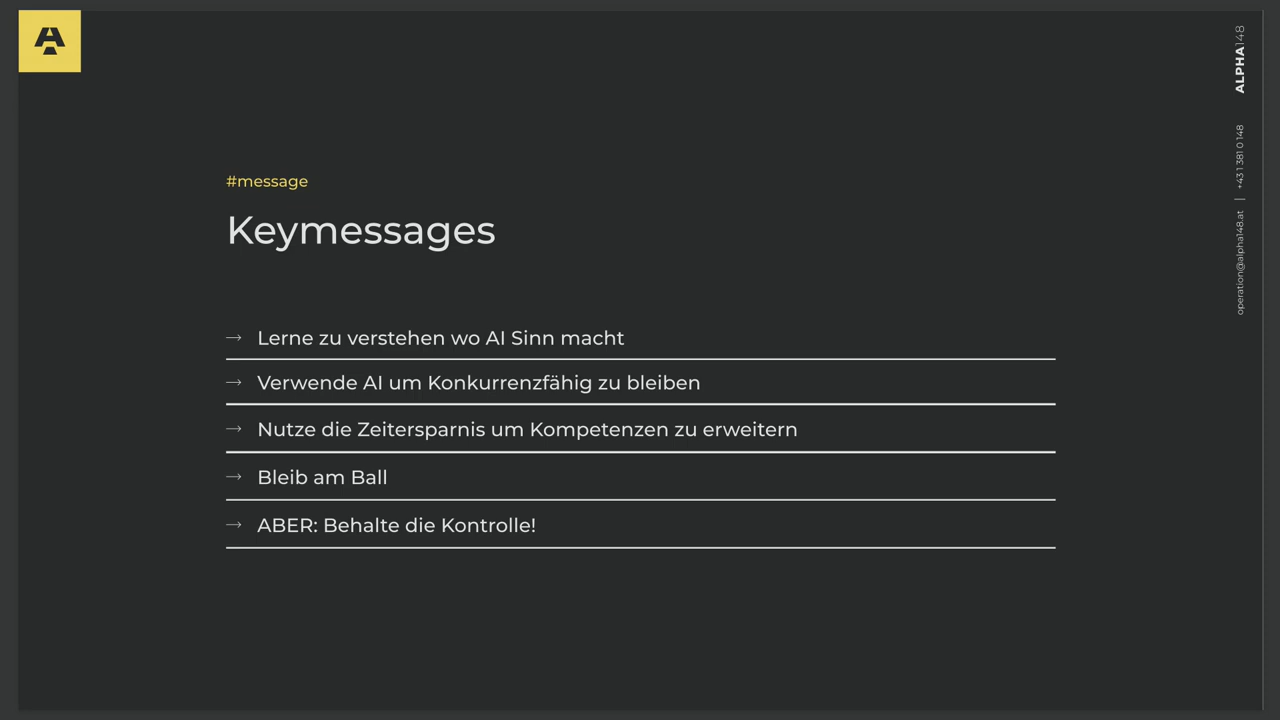 #message
Keymessages
→ Lerne zu verstehen wo AI Sinn macht
→ Verwende AI um Konkurrenzfähig zu bleiben
→ Nutze die Zeitersparnis um Kompetenzen zu erweitern
→ Bleib am Ball
→ ABER: Behalte die Kontrolle!
operation@alpha148.at | +43 1 381 0 148 ALPHA148